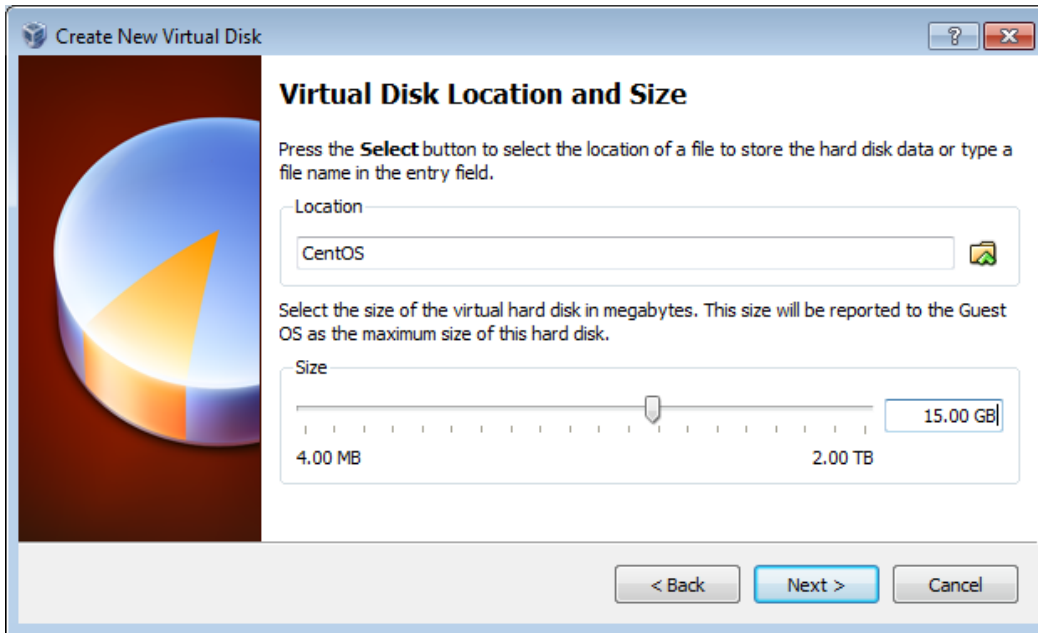 Create New Virtual Disk
?
Virtual Disk Location and Size
Press the Select button to select the location of a file to store the hard disk data or type a
file name in the entry field.
Location
CentOS
Select the size of the virtual hard disk in megabytes. This size will be reported to the Guest
OS as the maximum size of this hard disk.
Size
15.00 GB
4.00 MB 2.00 TB
< Back Next > Cancel